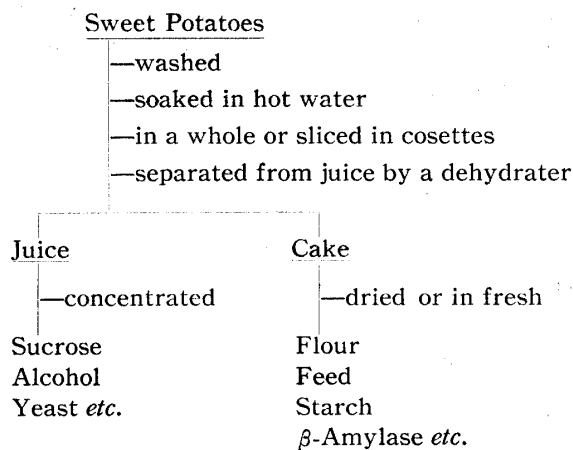 Sweet Potatoes
—washed
—soaked in hot water
—in a whole or sliced in cosettes
—separated from juice by a dehydrater
Juice
—concentrated
Sucrose
Alcohol
Yeast etc.
Cake
—dried or in fresh
Flour
Feed
Starch
β-Amylase etc.